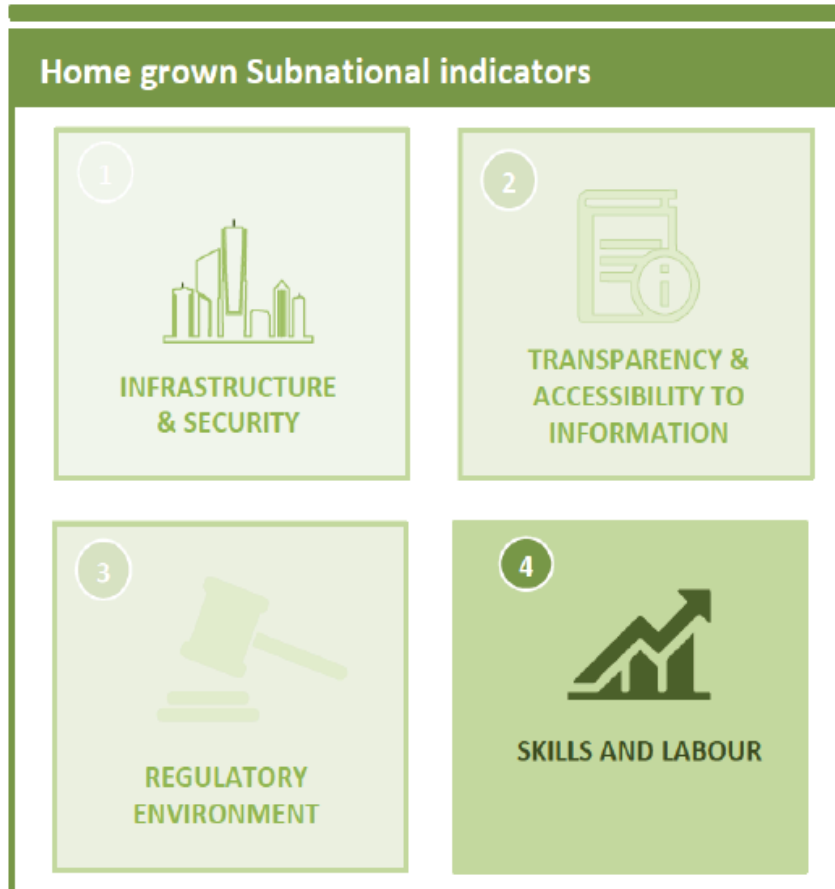 Home grown Subnational indicators
1
INFRASTRUCTURE
& SECURITY
2
TRANSPARENCY &
ACCESSIBILITY TO
INFORMATION
3
REGULATORY
ENVIRONMENT
4
SKILLS AND LABOUR